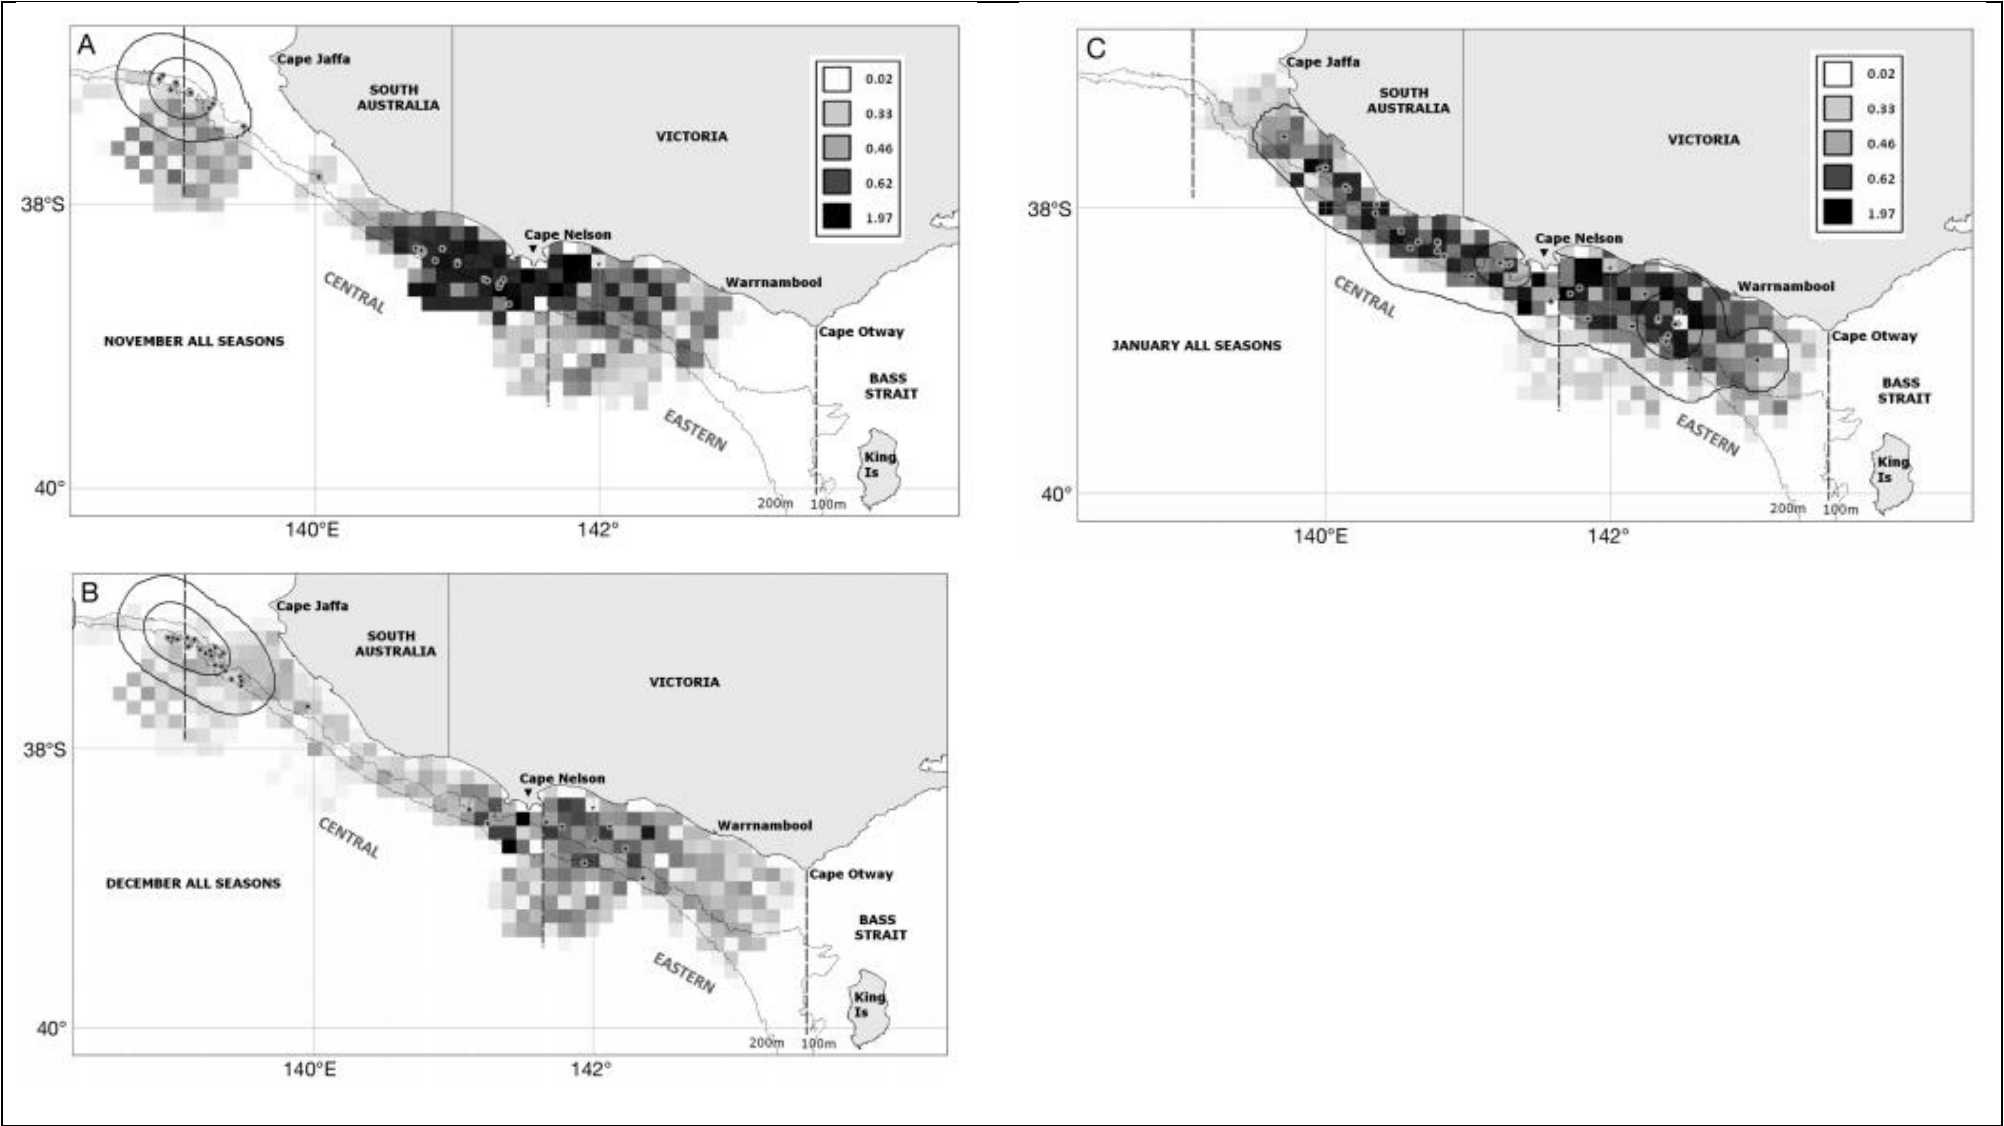 A
Cape Jaffa
SOUTH
AUSTRALIA
VICTORIA
0.02
0.33
0.46
0.62
1.97
38°S
Cape Nelson
Warrnambool
CENTRAL
Cape Otway
NOVEMBER ALL SEASONS
BASS
STRAIT
EASTERN
King
Is
40°
200m
100m
140°E
142°
C
Cape Jaffa
SOUTH
AUSTRALIA
VICTORIA
0.02
0.33
0.46
0.62
1.97
38°S
Cape Nelson
Warrnambool
CENTRAL
Cape Otway
JANUARY ALL SEASONS
BASS
STRAIT
EASTERN
King
Is
40°
200m
100m
140°E
142°
B
Cape Jaffa
SOUTH
AUSTRALIA
VICTORIA
38°S
Cape Nelson
Warrnambool
CENTRAL
Cape Otway
DECEMBER ALL SEASONS
BASS
STRAIT
EASTERN
King
Is
40°
200m
100m
140°E
142°